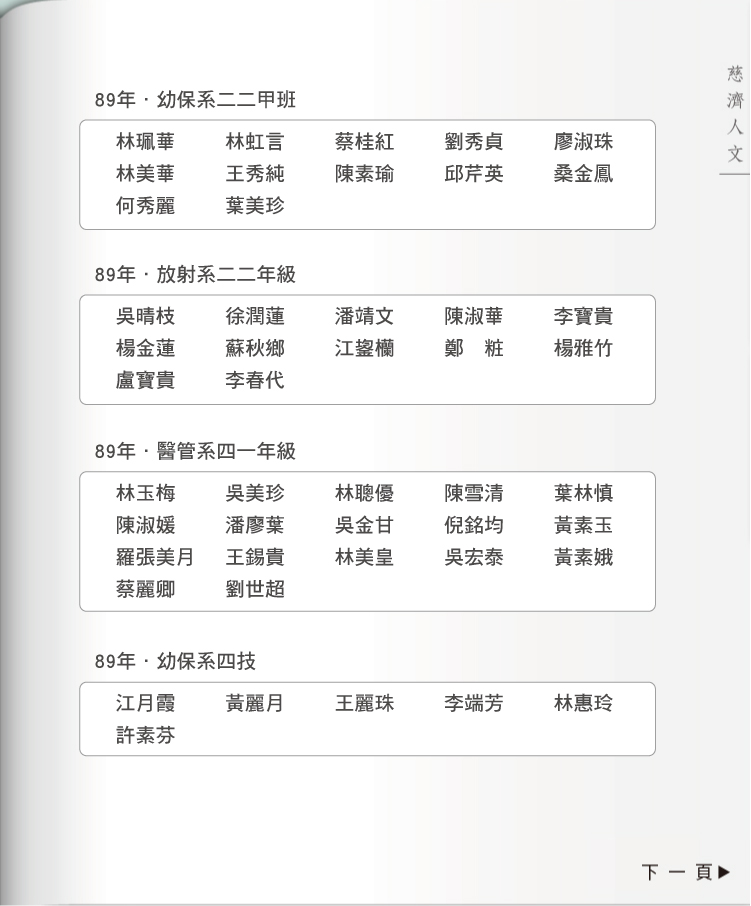 慈濟人文
89年．幼保系二二甲班
林珮華 林虹言 蔡桂紅 劉秀貞 廖淑珠
林美華 王秀純 陳素瑜 邱芹英 桑金鳳
何秀麗 葉美珍
89年．放射系二二年級
吳晴枝 徐潤蓮 潘靖文 陳淑華 李寶貴
楊金蓮 蘇秋鄉 江鋆欗 鄭　粧 楊雅竹
盧寶貴 李春代
89年．醫管系四一年級
林玉梅 吳美珍 林聰優 陳雪清 葉林慎
陳淑媛 潘廖葉 吳金甘 倪銘均 黃素玉
羅張美月 王錫貴 林美皇 吳宏泰 黃素娥
蔡麗卿 劉世超
89年．幼保系四技
江月霞 黃麗月 王麗珠 李端芳 林惠玲
許素芬
下一頁▶